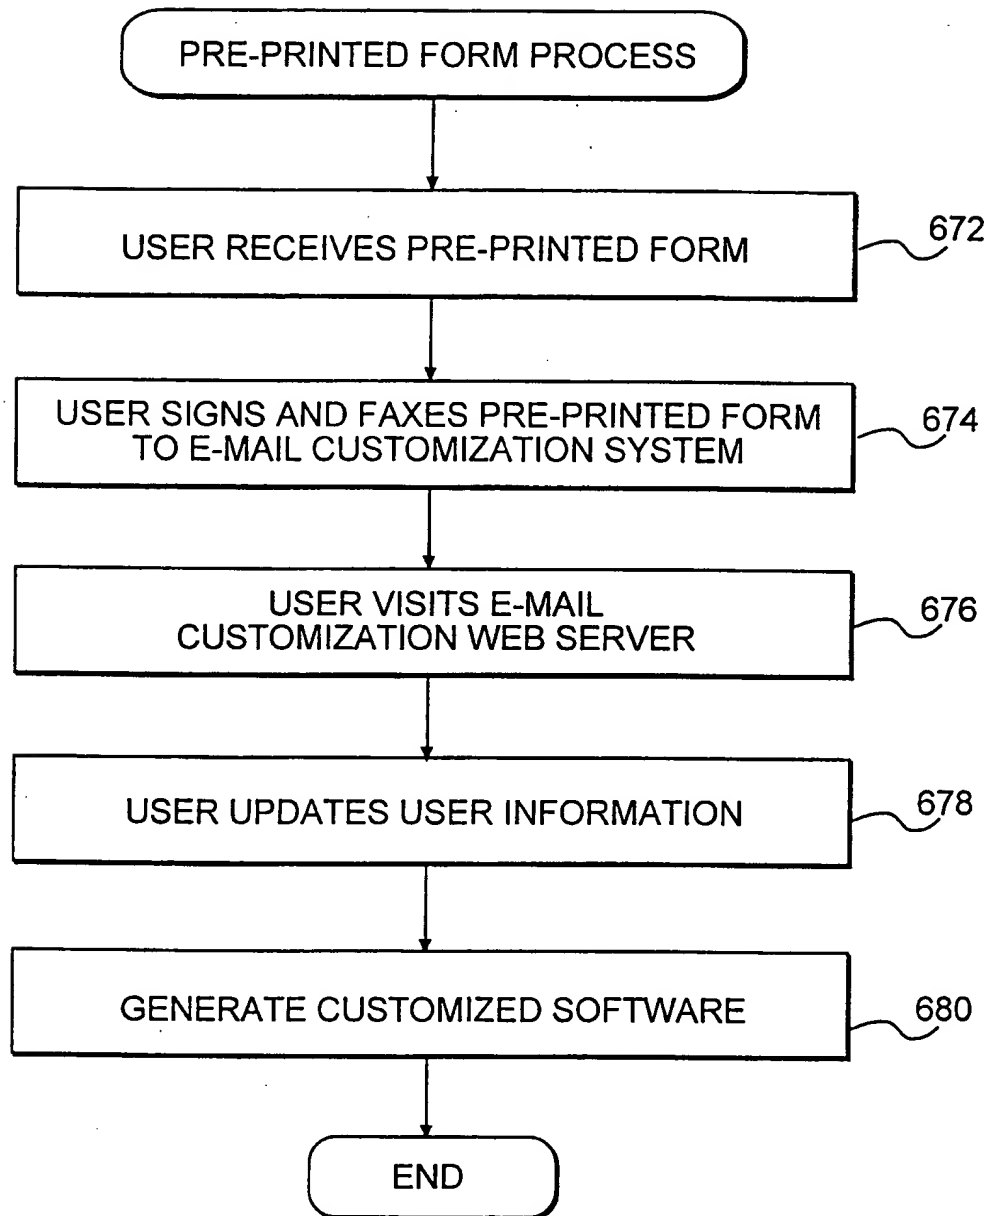 PRE-PRINTED FORM PROCESS
USER RECEIVES PRE-PRINTED FORM
672
USER SIGNS AND FAXES PRE-PRINTED FORM
TO E-MAIL CUSTOMIZATION SYSTEM
674
USER VISITS E-MAIL
CUSTOMIZATION WEB SERVER
676
USER UPDATES USER INFORMATION
678
GENERATE CUSTOMIZED SOFTWARE
680
END